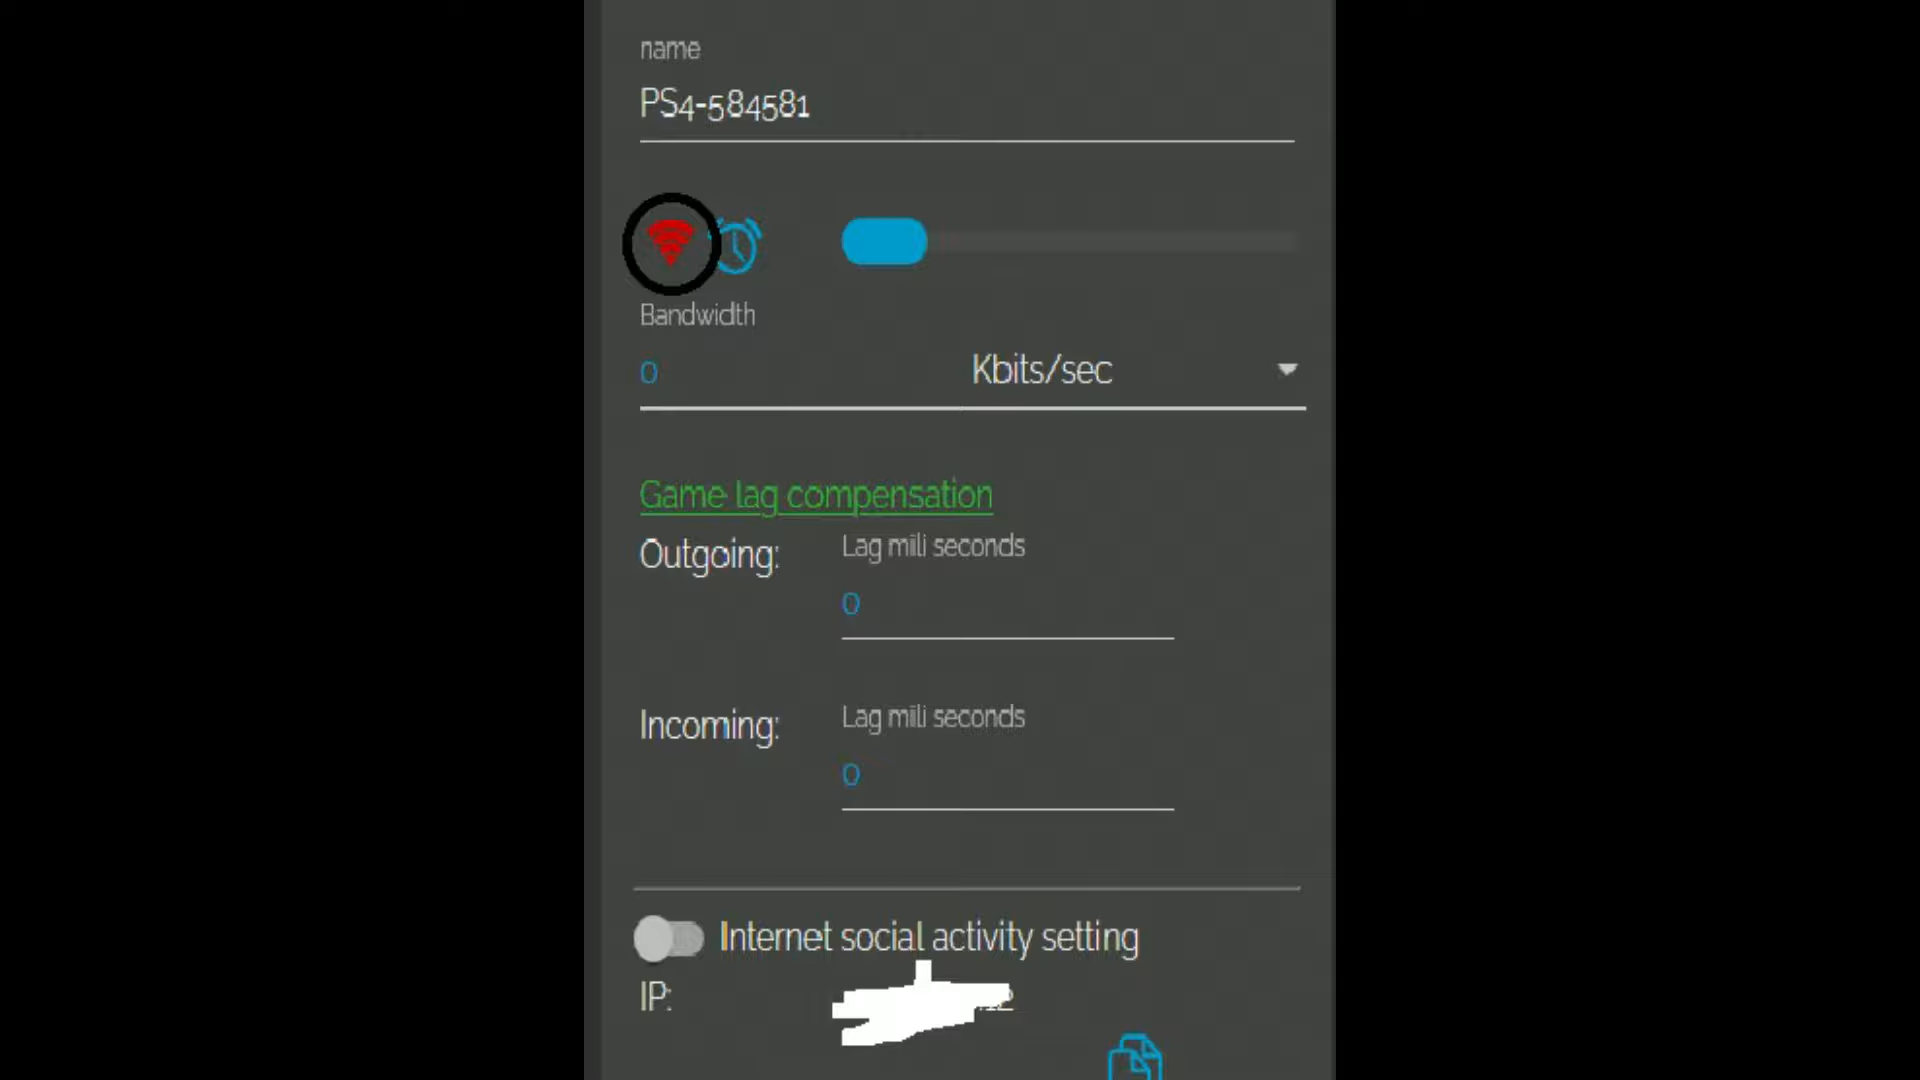 name
PS4-584581
Bandwidth
0 Kbits/sec
Game lag compensation
Outgoing: Lag mili seconds
0
Incoming: Lag mili seconds
0
Internet social activity setting
IP: